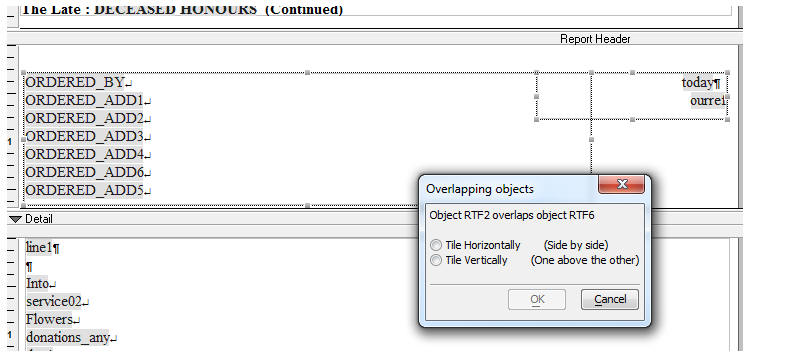 The Late : DECEASED HONOURS (Continued)
Report Header
ORDERED_BY↵
today¶
ORDERED_ADD1↵
ourref
ORDERED_ADD2↵
ORDERED_ADD3↵
1
ORDERED_ADD4↵
ORDERED_ADD6↵
ORDERED_ADD5↵
Overlapping objects
Object RTF2 overlaps object RTF6
Tile Horizontally (Side by side)
Tile Vertically (One above the other)
OK Cancel
Detail
line1¶
¶
Into↵
service02↵
Flowers↵
1
donations_any↵